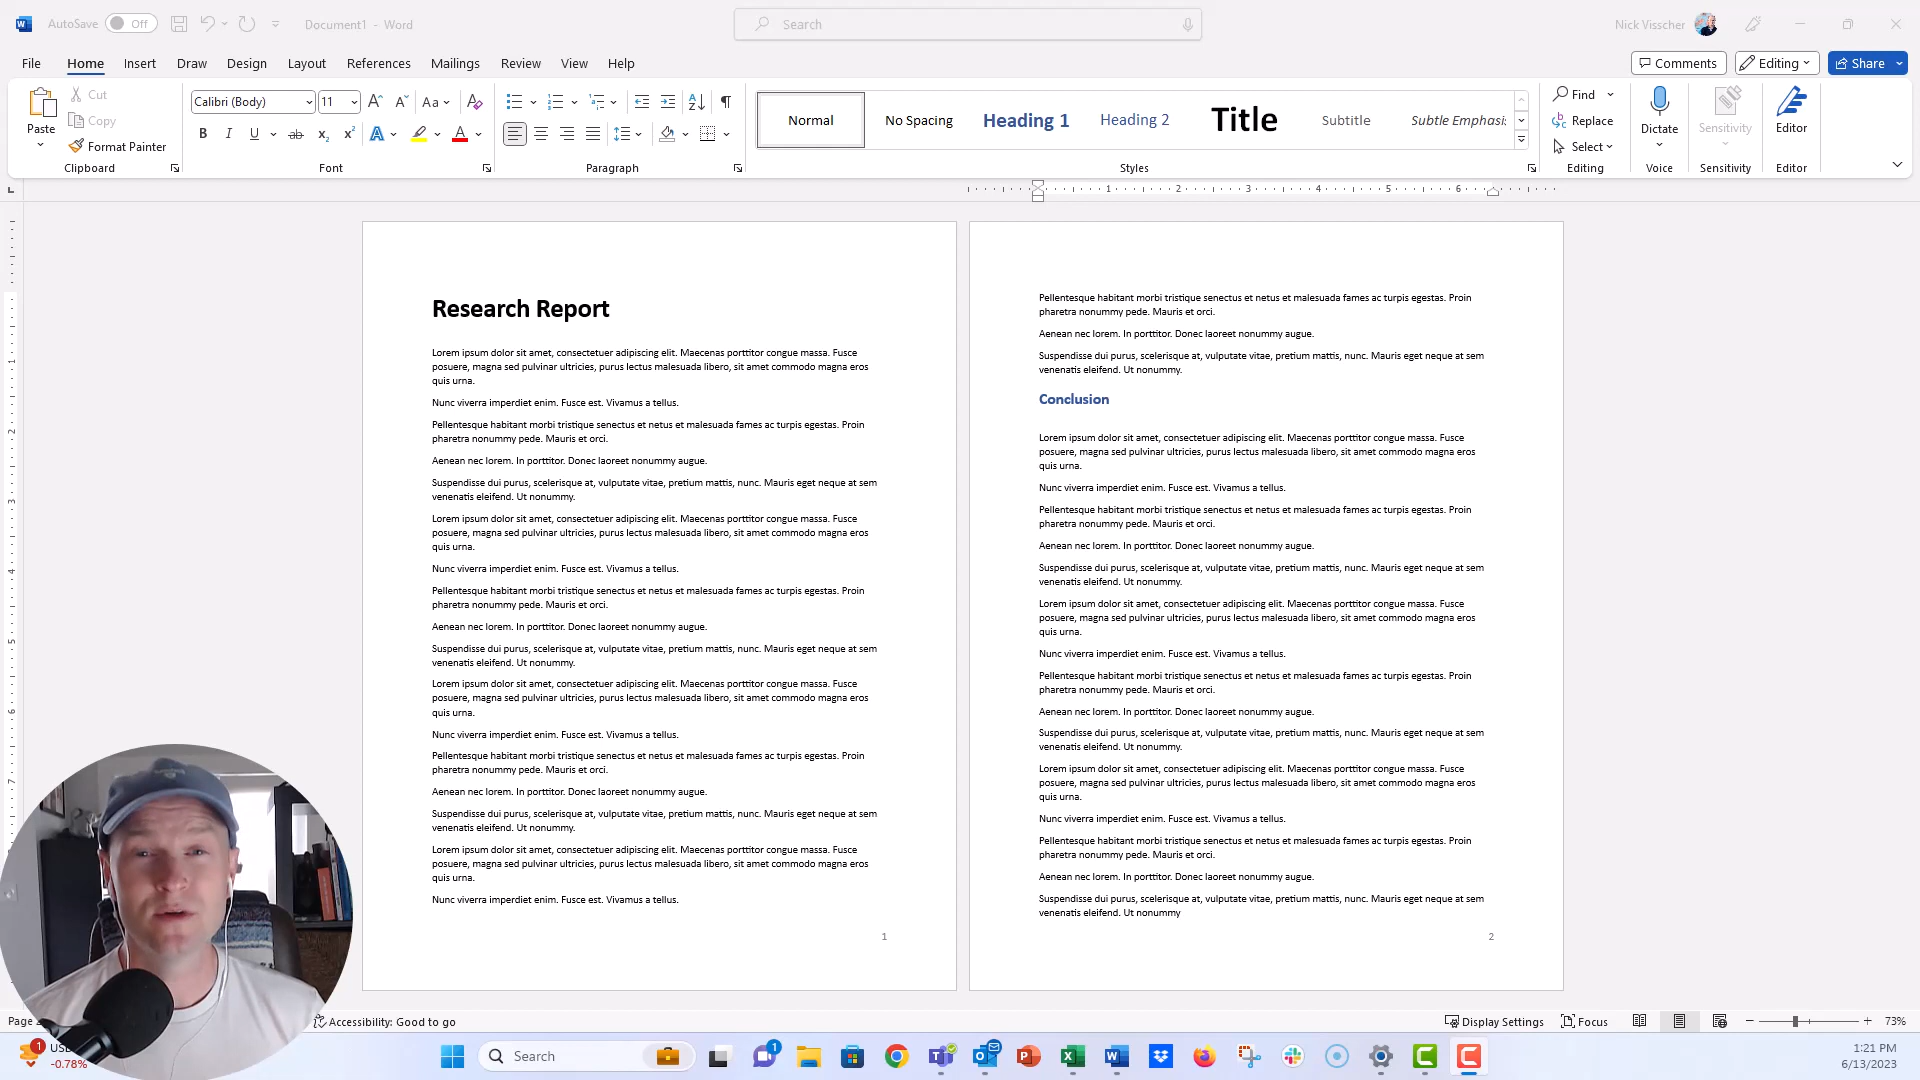 AutoSave Off Document1 - Word Search Nick Visscher
File Home Insert Draw Design Layout References Mailings Review View Help Comments Editing Share
Paste Cut Copy Format Painter Clipboard
Calibri (Body) 11 Aa Font
Paragraph
Normal No Spacing Heading 1 Heading 2 Title Subtitle Subtle Emphasis Styles
Find Replace Select Editing
Dictate Voice
Sensitivity Sensitivity
Editor Editor
1 2 3 4 5 6
Research Report
Lorem ipsum dolor sit amet, consectetuer adipiscing elit. Maecenas porttitor congue massa. Fusce
posuere, magna sed pulvinar ultricies, purus lectus malesuada libero, sit amet commodo magna eros
quis urna.
Nunc viverra imperdiet enim. Fusce est. Vivamus a tellus.
Pellentesque habitant morbi tristique senectus et netus et malesuada fames ac turpis egestas. Proin
pharetra nonummy pede. Mauris et orci.
Aenean nec lorem. In porttitor. Donec laoreet nonummy augue.
Suspendisse dui purus, scelerisque at, vulputate vitae, pretium mattis, nunc. Mauris eget neque at sem
venenatis eleifend. Ut nonummy.
Lorem ipsum dolor sit amet, consectetuer adipiscing elit. Maecenas porttitor congue massa. Fusce
posuere, magna sed pulvinar ultricies, purus lectus malesuada libero, sit amet commodo magna eros
quis urna.
Nunc viverra imperdiet enim. Fusce est. Vivamus a tellus.
Pellentesque habitant morbi tristique senectus et netus et malesuada fames ac turpis egestas. Proin
pharetra nonummy pede. Mauris et orci.
Aenean nec lorem. In porttitor. Donec laoreet nonummy augue.
Suspendisse dui purus, scelerisque at, vulputate vitae, pretium mattis, nunc. Mauris eget neque at sem
venenatis eleifend. Ut nonummy.
Lorem ipsum dolor sit amet, consectetuer adipiscing elit. Maecenas porttitor congue massa. Fusce
posuere, magna sed pulvinar ultricies, purus lectus malesuada libero, sit amet commodo magna eros
quis urna.
Nunc viverra imperdiet enim. Fusce est. Vivamus a tellus.
Pellentesque habitant morbi tristique senectus et netus et malesuada fames ac turpis egestas. Proin
pharetra nonummy pede. Mauris et orci.
Aenean nec lorem. In porttitor. Donec laoreet nonummy augue.
Suspendisse dui purus, scelerisque at, vulputate vitae, pretium mattis, nunc. Mauris eget neque at sem
venenatis eleifend. Ut nonummy.
Lorem ipsum dolor sit amet, consectetuer adipiscing elit. Maecenas porttitor congue massa. Fusce
posuere, magna sed pulvinar ultricies, purus lectus malesuada libero, sit amet commodo magna eros
quis urna.
Nunc viverra imperdiet enim. Fusce est. Vivamus a tellus.
1
Pellentesque habitant morbi tristique senectus et netus et malesuada fames ac turpis egestas. Proin
pharetra nonummy pede. Mauris et orci.
Aenean nec lorem. In porttitor. Donec laoreet nonummy augue.
Suspendisse dui purus, scelerisque at, vulputate vitae, pretium mattis, nunc. Mauris eget neque at sem
venenatis eleifend. Ut nonummy.
Conclusion
Lorem ipsum dolor sit amet, consectetuer adipiscing elit. Maecenas porttitor congue massa. Fusce
posuere, magna sed pulvinar ultricies, purus lectus malesuada libero, sit amet commodo magna eros
quis urna.
Nunc viverra imperdiet enim. Fusce est. Vivamus a tellus.
Pellentesque habitant morbi tristique senectus et netus et malesuada fames ac turpis egestas. Proin
pharetra nonummy pede. Mauris et orci.
Aenean nec lorem. In porttitor. Donec laoreet nonummy augue.
Suspendisse dui purus, scelerisque at, vulputate vitae, pretium mattis, nunc. Mauris eget neque at sem
venenatis eleifend. Ut nonummy.
Lorem ipsum dolor sit amet, consectetuer adipiscing elit. Maecenas porttitor congue massa. Fusce
posuere, magna sed pulvinar ultricies, purus lectus malesuada libero, sit amet commodo magna eros
quis urna.
Nunc viverra imperdiet enim. Fusce est. Vivamus a tellus.
Pellentesque habitant morbi tristique senectus et netus et malesuada fames ac turpis egestas. Proin
pharetra nonummy pede. Mauris et orci.
Aenean nec lorem. In porttitor. Donec laoreet nonummy augue.
Suspendisse dui purus, scelerisque at, vulputate vitae, pretium mattis, nunc. Mauris eget neque at sem
venenatis eleifend. Ut nonummy.
Lorem ipsum dolor sit amet, consectetuer adipiscing elit. Maecenas porttitor congue massa. Fusce
posuere, magna sed pulvinar ultricies, purus lectus malesuada libero, sit amet commodo magna eros
quis urna.
Nunc viverra imperdiet enim. Fusce est. Vivamus a tellus.
Pellentesque habitant morbi tristique senectus et netus et malesuada fames ac turpis egestas. Proin
pharetra nonummy pede. Mauris et orci.
Aenean nec lorem. In porttitor. Donec laoreet nonummy augue.
Suspendisse dui purus, scelerisque at, vulputate vitae, pretium mattis, nunc. Mauris eget neque at sem
venenatis eleifend. Ut nonummy
2
Page Accessibility: Good to go Display Settings Focus 73%
-0.78% Search 1:21 PM
6/13/2023